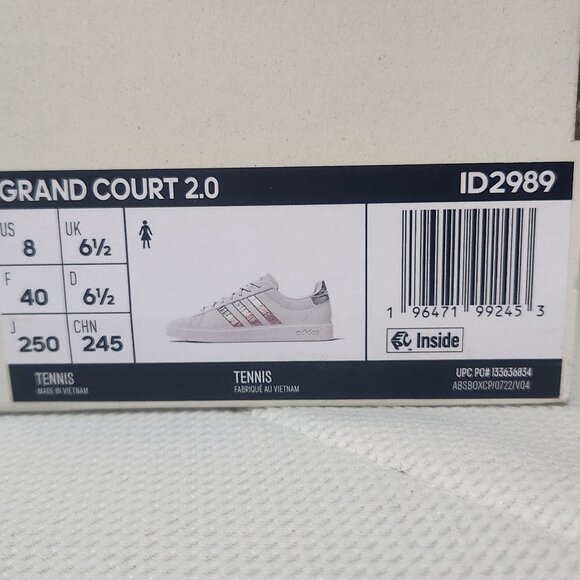 GRAND COURT 2.0 ID2989
US 8 UK 6½
F 40 D 6½
J 250 CHN 245
adidas
1 96471 99245 3
Inside
TENNIS
MADE IN VIETNAM
TENNIS
FABRIQUÉ AU VIETNAM
UPC PO# 133636834
ABSBOXCP/0722/V04